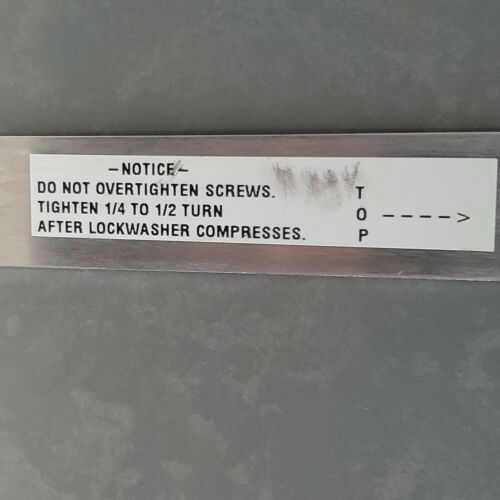 -NOTICE-
DO NOT OVERTIGHTEN SCREWS.
TIGHTEN 1/4 TO 1/2 TURN
AFTER LOCKWASHER COMPRESSES.
T
O ---->
P